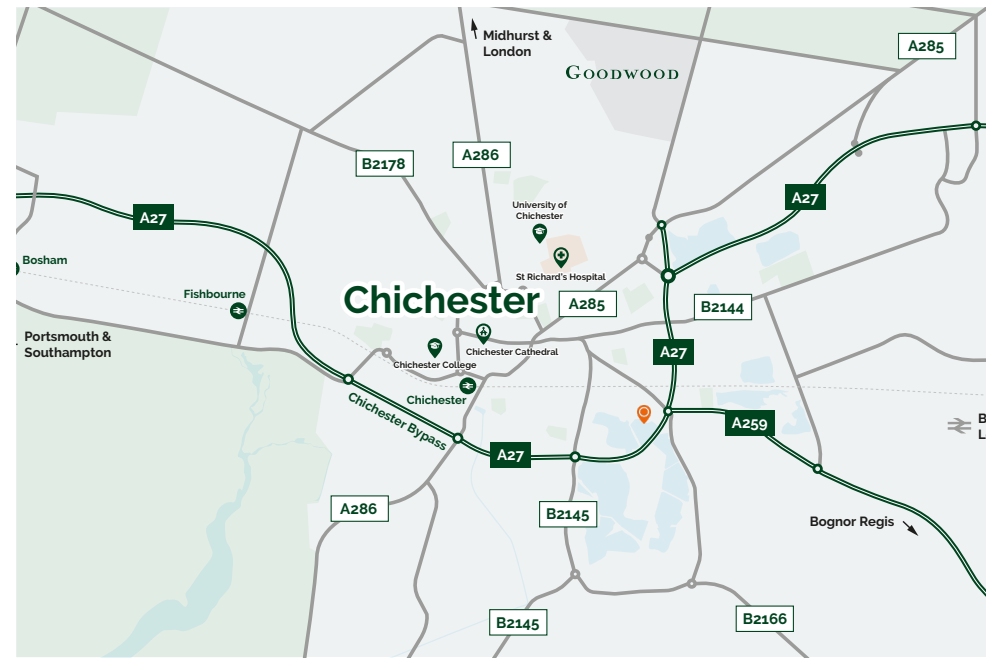 Midhurst &
London
A285
GOODWOOD
B2178
A286
A27
A27
University of
Chichester
Bosham
St Richard's Hospital
Fishbourne
Chichester
A285
B2144
Portsmouth &
Southampton
Chichester Cathedral
A27
Chichester College
Chichester
Chichester Bypass
A259
A27
A286
B2145
Bognor Regis
B2145
B2166